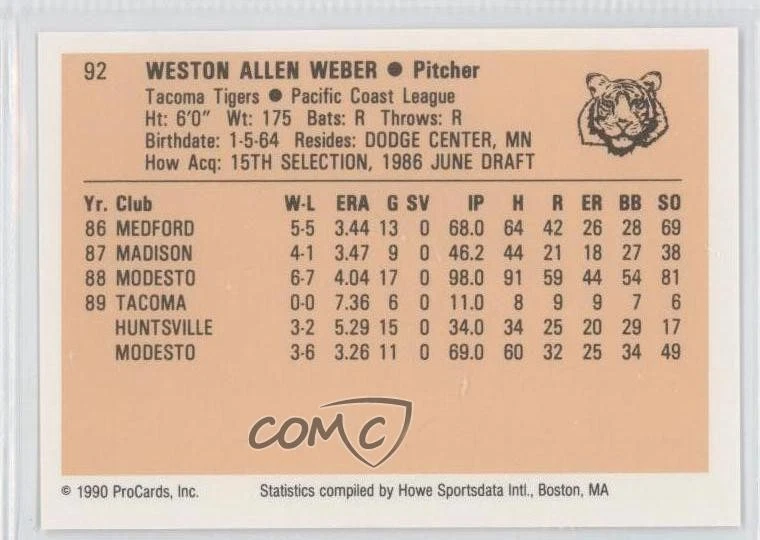 92 WESTON ALLEN WEBER ● Pitcher
Tacoma Tigers ● Pacific Coast League
Ht: 6'0" Wt: 175 Bats: R Throws: R
Birthdate: 1-5-64 Resides: DODGE CENTER, MN
How Acq: 15TH SELECTION, 1986 JUNE DRAFT
Yr. Club W-L ERA G SV IP H R ER BB SO
86 MEDFORD 5-5 3.44 13 0 68.0 64 42 26 28 69
87 MADISON 4-1 3.47 9 0 46.2 44 21 18 27 38
88 MODESTO 6-7 4.04 17 0 98.0 91 59 44 54 81
89 TACOMA 0-0 7.36 6 0 11.0 8 9 9 7 6
HUNTSVILLE 3-2 5.29 15 0 34.0 34 25 20 29 17
MODESTO 3-6 3.26 11 0 69.0 60 32 25 34 49
COMC
© 1990 ProCards, Inc. Statistics compiled by Howe Sportsdata Intl., Boston, MA